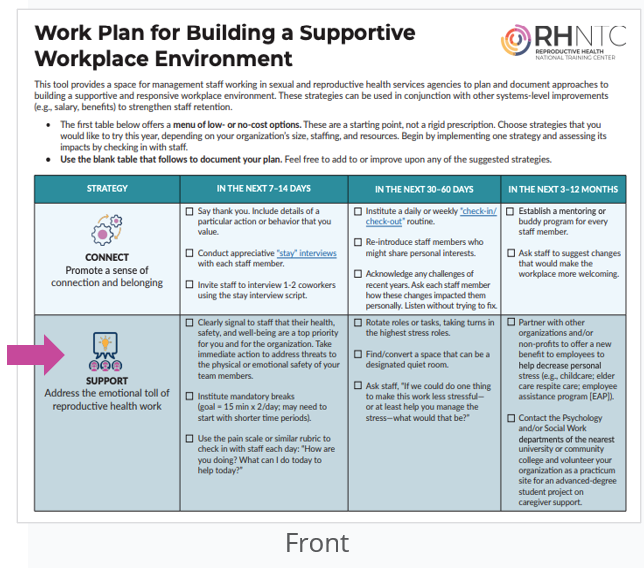 Work Plan for Building a Supportive
Workplace Environment
RHNTC
REPRODUCTIVE HEALTH
NATIONAL TRAINING CENTER
This tool provides a space for management staff working in sexual and reproductive health services agencies to plan and document approaches to
building a supportive and responsive workplace environment. These strategies can be used in conjunction with other systems-level improvements
(e.g., salary, benefits) to strengthen staff retention.
• The first table below offers a menu of low- or no-cost options. These are a starting point, not a rigid prescription. Choose strategies that you
would like to try this year, depending on your organization's size, staffing, and resources. Begin by implementing one strategy and assessing its
impacts by checking in with staff.
• Use the blank table that follows to document your plan. Feel free to add to or improve upon any of the suggested strategies.
STRATEGY
IN THE NEXT 7–14 DAYS
IN THE NEXT 30–60 DAYS
IN THE NEXT 3–12 MONTHS
CONNECT
Promote a sense of
connection and belonging
Say thank you. Include details of a
particular action or behavior that you
value.
Conduct appreciative "stay" interviews
with each staff member.
Invite staff to interview 1-2 coworkers
using the stay interview script.
Institute a daily or weekly "check-in/
check-out" routine.
Re-introduce staff members who
might share personal interests.
Acknowledge any challenges of
recent years. Ask each staff member
how these changes impacted them
personally. Listen without trying to fix.
Establish a mentoring or
buddy program for every
staff member.
Ask staff to suggest changes
that would make the
workplace more welcoming.
SUPPORT
Address the emotional toll of
reproductive health work
Clearly signal to staff that their health,
safety, and well-being are a top priority
for you and for the organization. Take
immediate action to address threats to
the physical or emotional safety of your
team members.
Institute mandatory breaks
(goal = 15 min x 2/day; may need to
start with shorter time periods).
Use the pain scale or similar rubric to
check in with staff each day: "How are
you doing? What can I do today to
help today?"
Rotate roles or tasks, taking turns in
the highest stress roles.
Find/convert a space that can be a
designated quiet room.
Ask staff, "If we could do one thing
to make this work less stressful—
or at least help you manage the
stress—what would that be?"
Partner with other
organizations and/or
non-profits to offer a new
benefit to employees to
help decrease personal
stress (e.g., childcare; elder
care respite care; employee
assistance program [EAP]).
Contact the Psychology
and/or Social Work
departments of the nearest
university or community
college and volunteer your
organization as a practicum
site for an advanced-degree
student project on
caregiver support.
Front